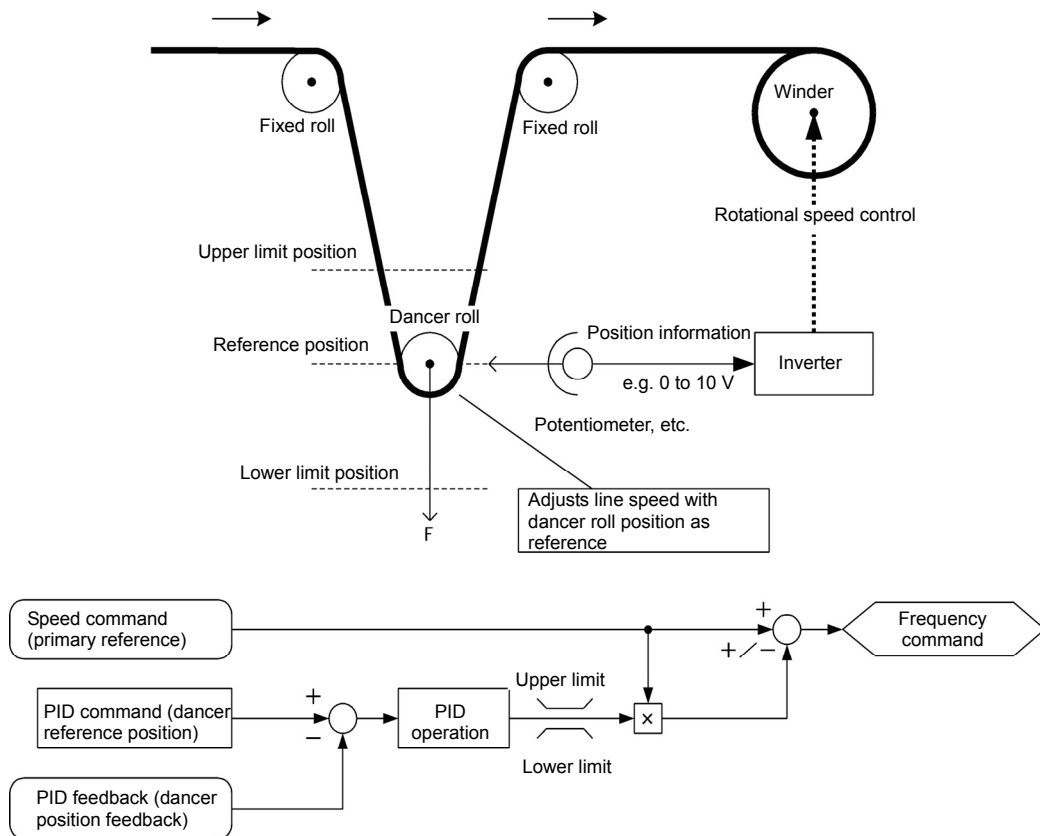 Winder
Fixed roll
Fixed roll
Rotational speed control
Upper limit position
Dancer roll
Position information
Reference position
Inverter
e.g. 0 to 10 V
Potentiometer, etc.
Lower limit position
Adjusts line speed with
dancer roll position as
reference
F
Speed command
(primary reference)
+
+/−
Frequency
command
Upper limit
PID command (dancer
reference position)
+
−
PID
operation
×
Lower limit
PID feedback (dancer
position feedback)